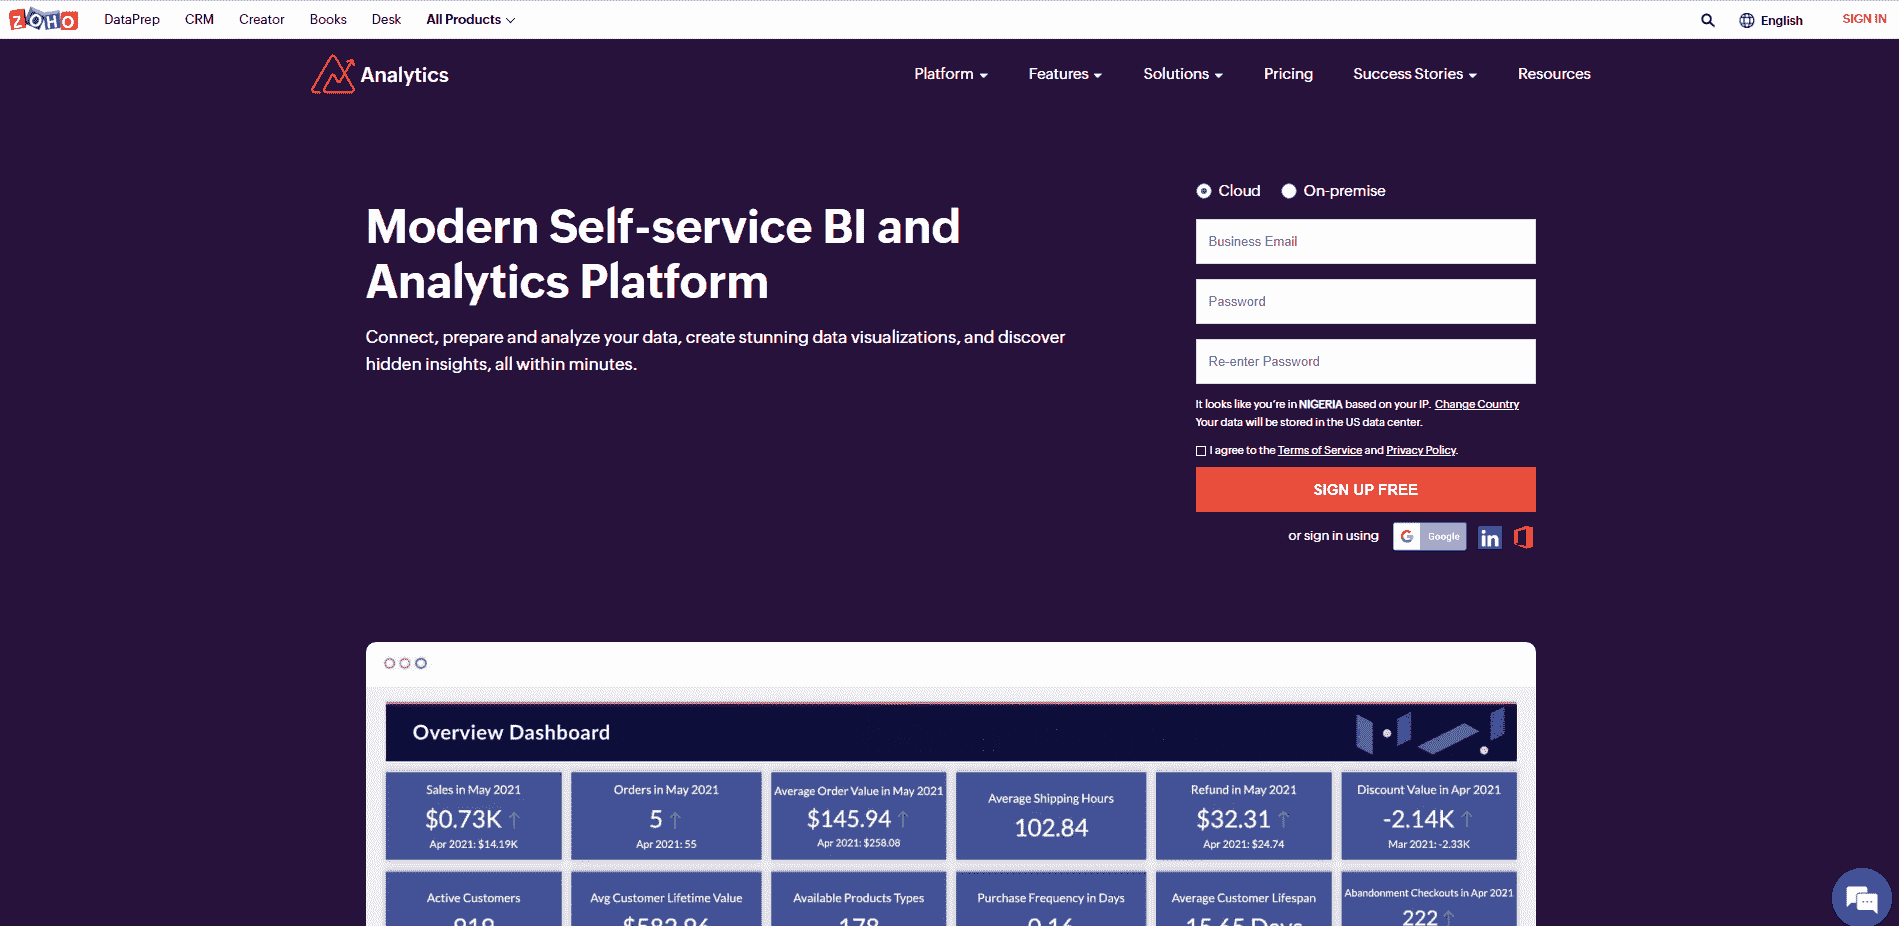 ZOHO DataPrep CRM Creator Books Desk All Products English SIGN IN
Analytics Platform Features Solutions Pricing Success Stories Resources
Modern Self-service BI and
Analytics Platform
Connect, prepare and analyze your data, create stunning data visualizations, and discover
hidden insights, all within minutes.
Cloud On-premise
Business Email
Password
Re-enter Password
It looks like you're in NIGERIA based on your IP. Change Country
Your data will be stored in the US data center.
I agree to the Terms of Service and Privacy Policy.
SIGN UP FREE
or sign in using G Google in
Overview Dashboard
Sales in May 2021
$0.73K ↑
Apr 2021: $14.19K
Orders in May 2021
5 ↑
Apr 2021: 55
Average Order Value in May 2021
$145.94 ↑
Apr 2021: $258.08
Average Shipping Hours
102.84
Refund in May 2021
$32.31 ↑
Apr 2021: $24.74
Discount Value in Apr 2021
-2.14K ↑
Mar 2021: -2.33K
Active Customers
Avg Customer Lifetime Value
Available Products Types
Purchase Frequency in Days
Average Customer Lifespan
Abandonment Checkouts in Apr 2021
222 ↑